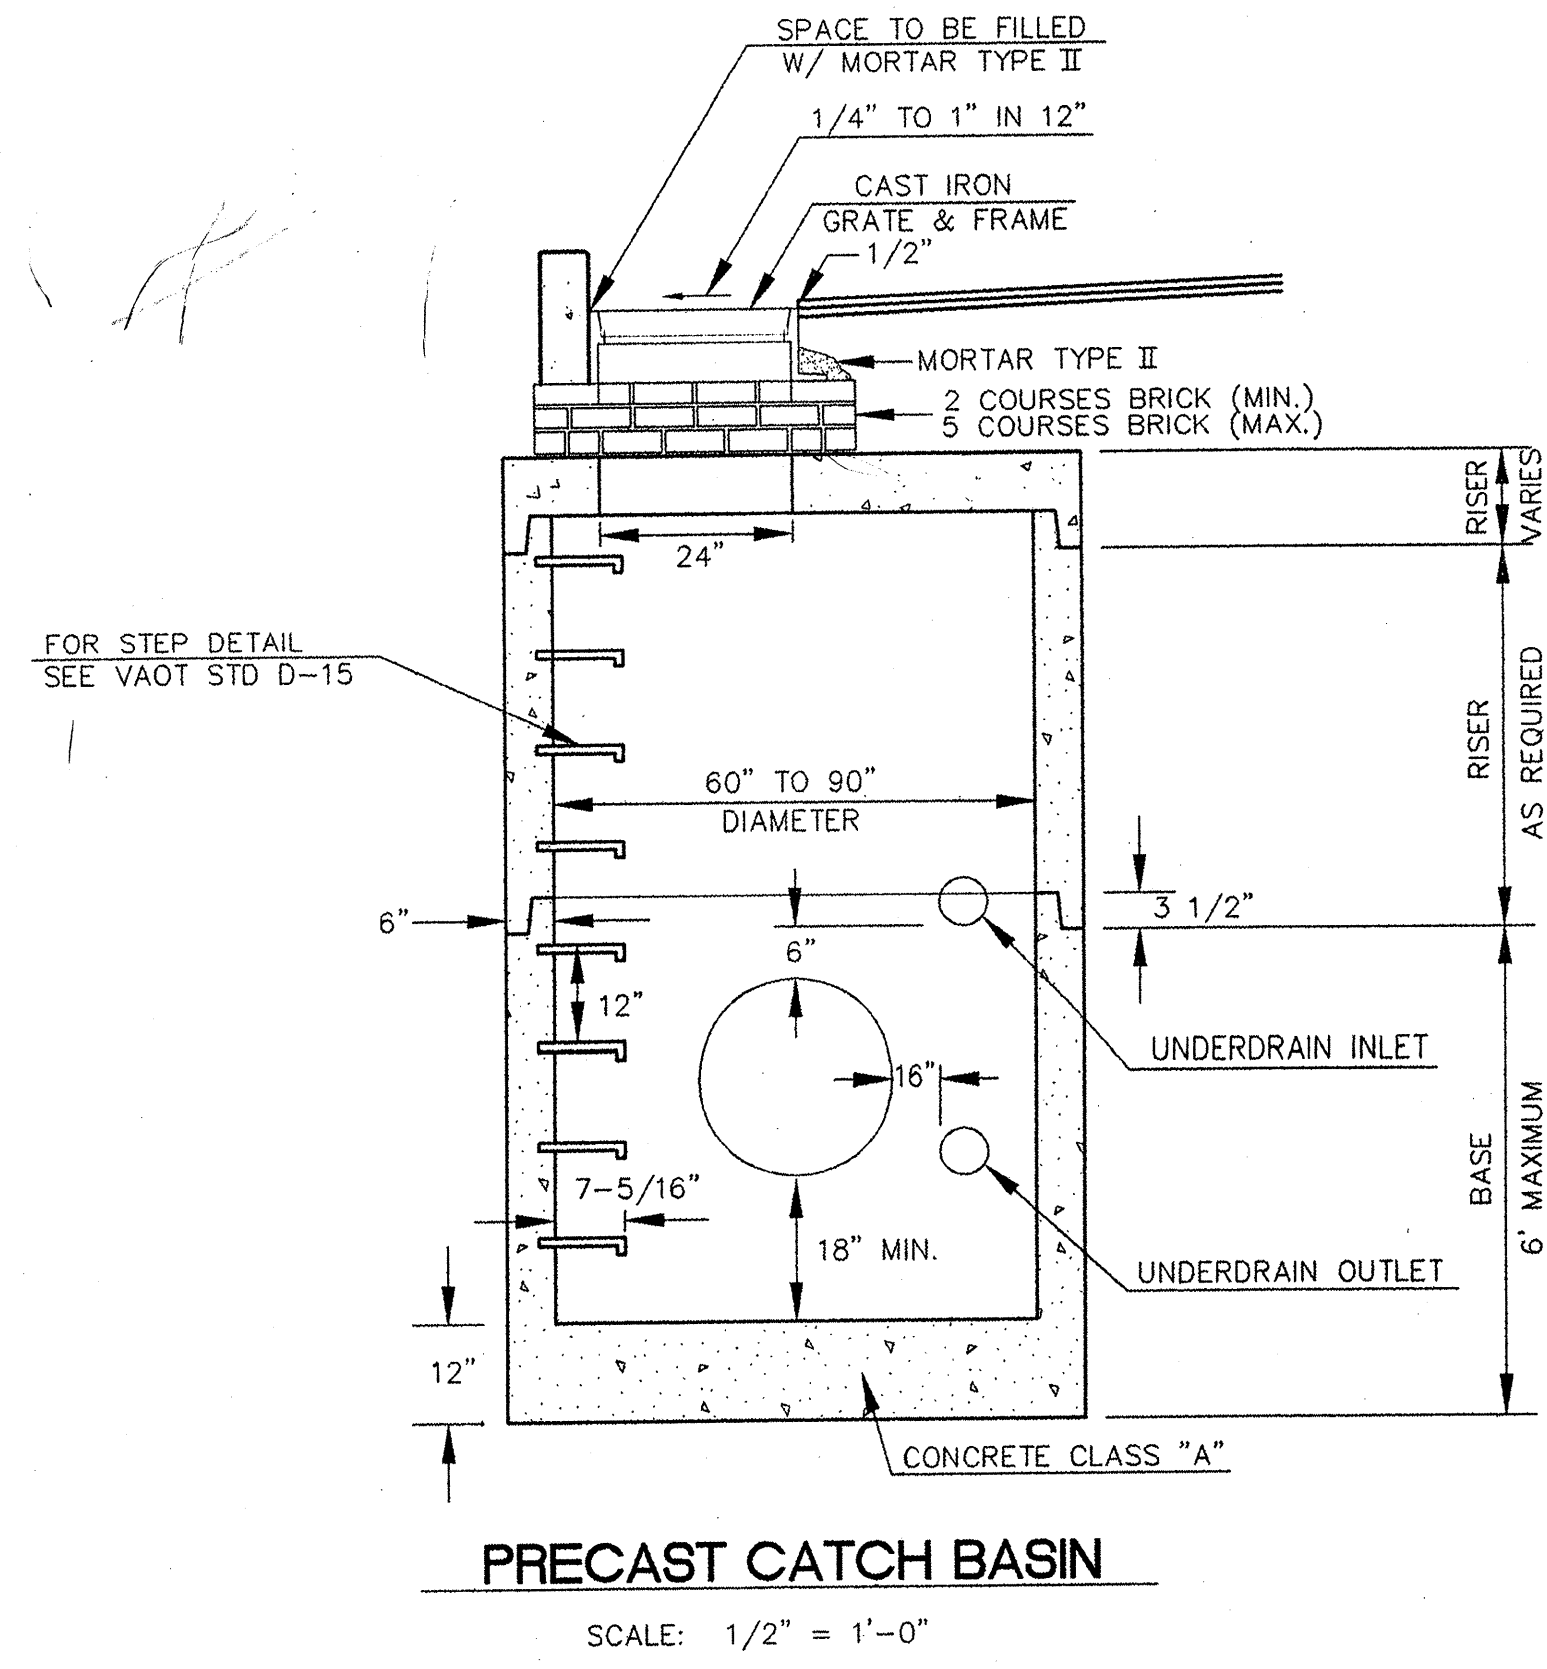 SPACE TO BE FILLED
W/ MORTAR TYPE II
1/4" TO 1" IN 12"
CAST IRON
GRATE & FRAME
1/2"
MORTAR TYPE II
2 COURSES BRICK (MIN.)
5 COURSES BRICK (MAX.)
RISER
VARIES
24"
FOR STEP DETAIL
SEE VAOT STD D-15
RISER
AS REQUIRED
60" TO 90"
DIAMETER
3 1/2"
6"
6"
12"
UNDERDRAIN INLET
16"
BASE
6' MAXIMUM
7-5/16"
18" MIN.
UNDERDRAIN OUTLET
12"
CONCRETE CLASS "A"
PRECAST CATCH BASIN
SCALE: 1/2" = 1'-0"